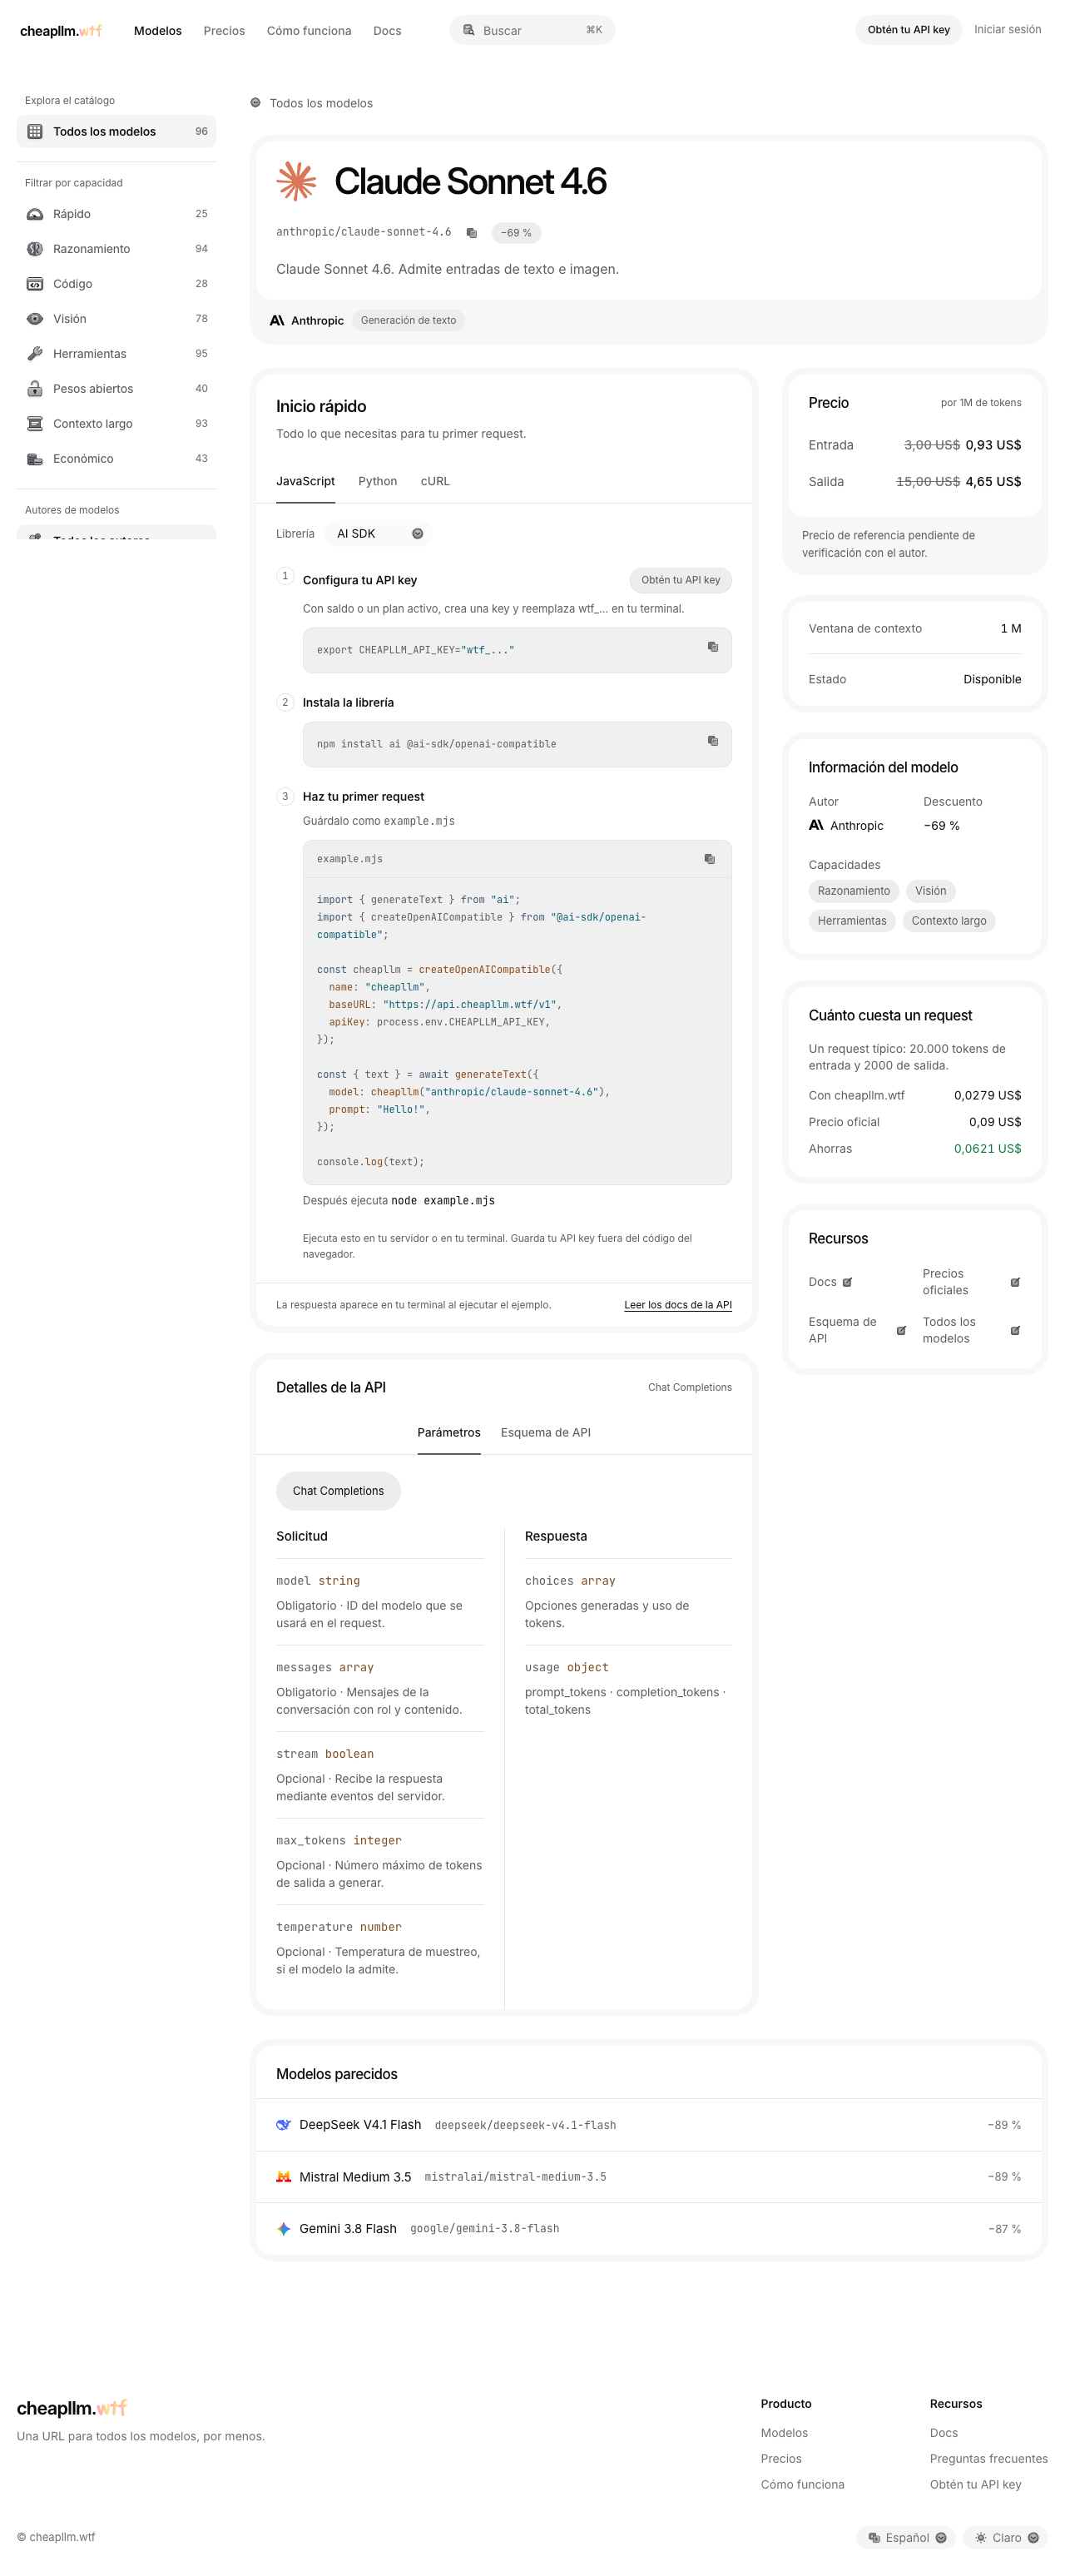 cheapllm.wtf
Modelos
Precios
Cómo funciona
Docs
Buscar
⌘K
Obtén tu API key
Iniciar sesión
Explora el catálogo
Todos los modelos 96
Filtrar por capacidad
Rápido 25
Razonamiento 94
Código 28
Visión 78
Herramientas 95
Pesos abiertos 40
Contexto largo 93
Económico 43
Autores de modelos
Todos los autores
Todos los modelos
Claude Sonnet 4.6
anthropic/claude-sonnet-4.6 −69 %
Claude Sonnet 4.6. Admite entradas de texto e imagen.
Anthropic Generación de texto
Inicio rápido
Todo lo que necesitas para tu primer request.
JavaScript Python cURL
Librería AI SDK
1 Configura tu API key Obtén tu API key
Con saldo o un plan activo, crea una key y reemplaza wtf_... en tu terminal.
export CHEAPLLM_API_KEY="wtf_..."
2 Instala la librería
npm install ai @ai-sdk/openai-compatible
3 Haz tu primer request
Guárdalo como example.mjs
example.mjs
import { generateText } from "ai";
import { createOpenAICompatible } from "@ai-sdk/openai-
compatible";
const cheapllm = createOpenAICompatible({
name: "cheapllm",
baseURL: "https://api.cheapllm.wtf/v1",
apiKey: process.env.CHEAPLLM_API_KEY,
});
const { text } = await generateText({
model: cheapllm("anthropic/claude-sonnet-4.6"),
prompt: "Hello!",
});
console.log(text);
Después ejecuta node example.mjs
Ejecuta esto en tu servidor o en tu terminal. Guarda tu API key fuera del código del
navegador.
La respuesta aparece en tu terminal al ejecutar el ejemplo. Leer los docs de la API
Precio por 1M de tokens
Entrada 3,00 US$ 0,93 US$
Salida 15,00 US$ 4,65 US$
Precio de referencia pendiente de
verificación con el autor.
Ventana de contexto 1 M
Estado Disponible
Información del modelo
Autor Descuento
Anthropic −69 %
Capacidades
Razonamiento Visión
Herramientas Contexto largo
Cuánto cuesta un request
Un request típico: 20.000 tokens de
entrada y 2000 de salida.
Con cheapllm.wtf 0,0279 US$
Precio oficial 0,09 US$
Ahorras 0,0621 US$
Recursos
Docs
Precios
oficiales
Esquema de
API
Todos los
modelos
Detalles de la API Chat Completions
Parámetros Esquema de API
Chat Completions
Solicitud
model string
Obligatorio · ID del modelo que se
usará en el request.
messages array
Obligatorio · Mensajes de la
conversación con rol y contenido.
stream boolean
Opcional · Recibe la respuesta
mediante eventos del servidor.
max_tokens integer
Opcional · Número máximo de tokens
de salida a generar.
temperature number
Opcional · Temperatura de muestreo,
si el modelo la admite.
Respuesta
choices array
Opciones generadas y uso de
tokens.
usage object
prompt_tokens · completion_tokens ·
total_tokens
Modelos parecidos
DeepSeek V4.1 Flash deepseek/deepseek-v4.1-flash −89 %
Mistral Medium 3.5 mistralai/mistral-medium-3.5 −89 %
Gemini 3.8 Flash google/gemini-3.8-flash −87 %
cheapllm.wtf
Una URL para todos los modelos, por menos.
Producto
Modelos
Precios
Cómo funciona
Recursos
Docs
Preguntas frecuentes
Obtén tu API key
© cheapllm.wtf
Español
Claro